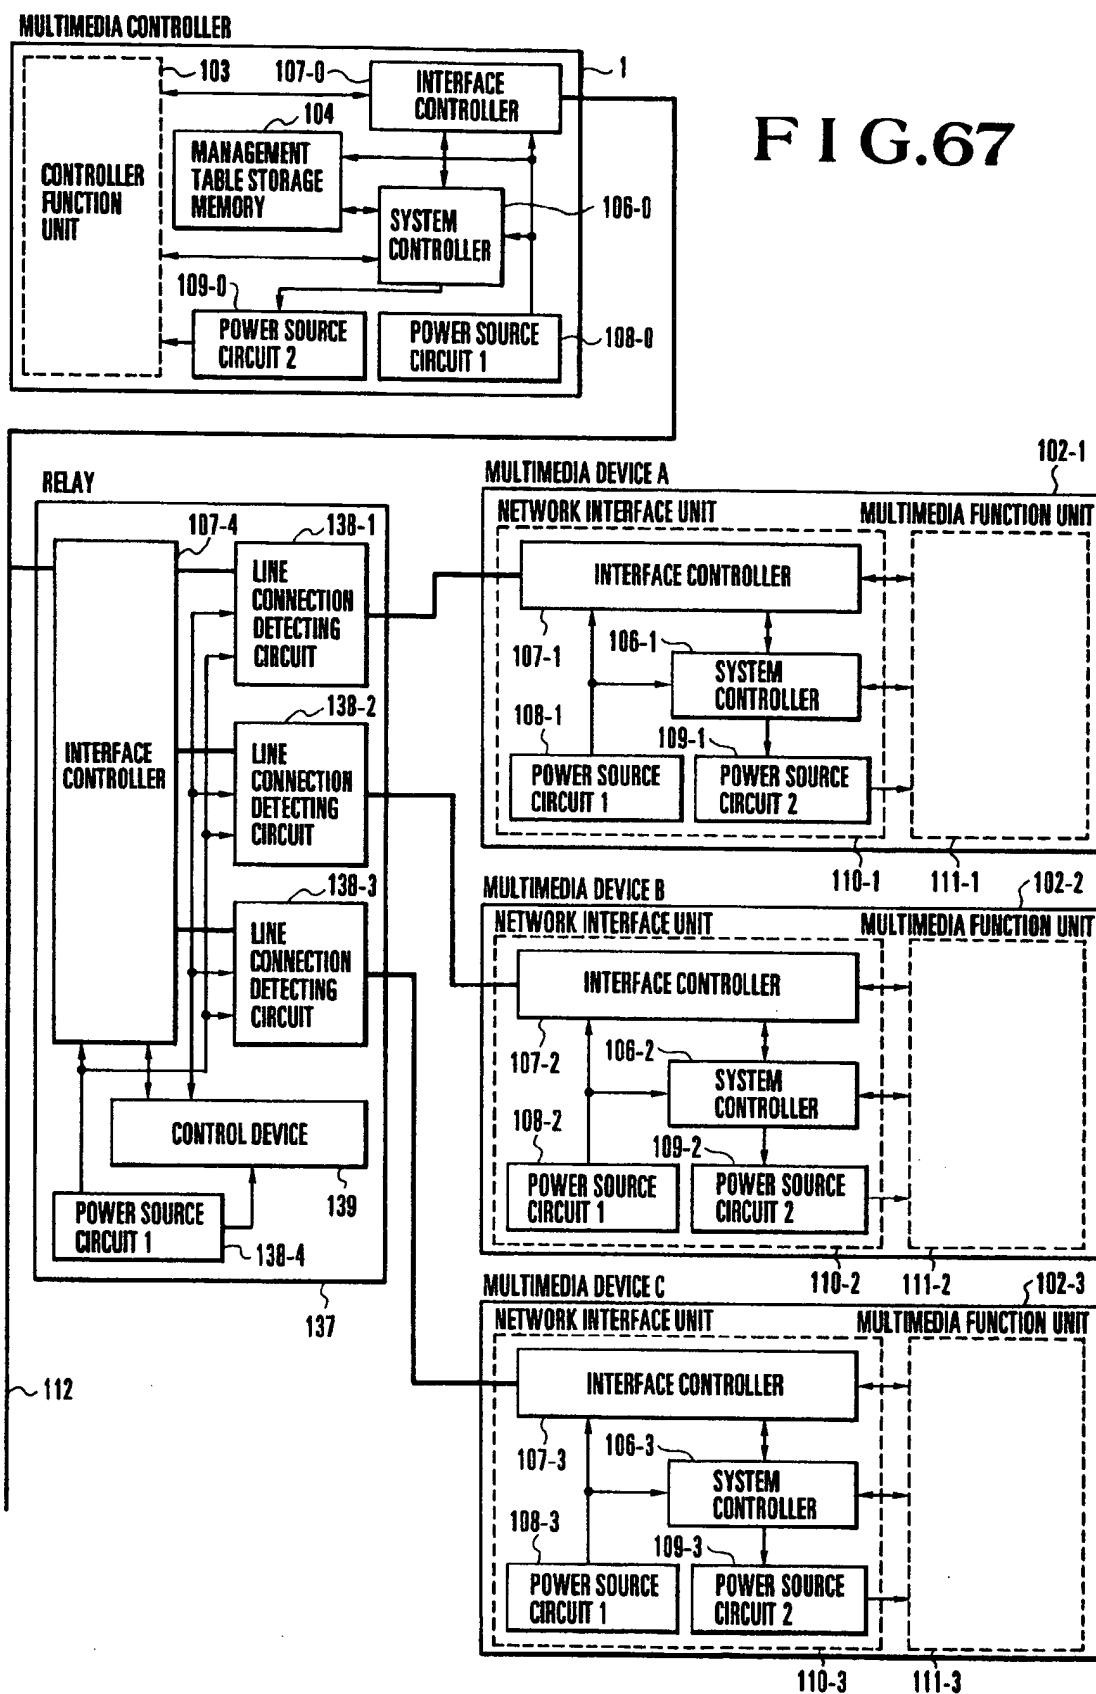 MULTIMEDIA CONTROLLER
103
107-0
INTERFACE
CONTROLLER
1
FIG.67
104
MANAGEMENT
TABLE STORAGE
MEMORY
CONTROLLER
FUNCTION
UNIT
SYSTEM
CONTROLLER
106-0
109-0
POWER SOURCE
CIRCUIT 2
POWER SOURCE
CIRCUIT 1
108-0
RELAY
107-4
138-1
LINE
CONNECTION
DETECTING
CIRCUIT
138-2
INTERFACE
CONTROLLER
LINE
CONNECTION
DETECTING
CIRCUIT
138-3
LINE
CONNECTION
DETECTING
CIRCUIT
CONTROL DEVICE
139
POWER SOURCE
CIRCUIT 1
138-4
137
112
MULTIMEDIA DEVICE A
102-1
NETWORK INTERFACE UNIT
MULTIMEDIA FUNCTION UNIT
INTERFACE CONTROLLER
107-1
106-1
SYSTEM
CONTROLLER
108-1
109-1
POWER SOURCE
CIRCUIT 1
POWER SOURCE
CIRCUIT 2
110-1
111-1
MULTIMEDIA DEVICE B
102-2
NETWORK INTERFACE UNIT
MULTIMEDIA FUNCTION UNIT
INTERFACE CONTROLLER
107-2
106-2
SYSTEM
CONTROLLER
108-2
109-2
POWER SOURCE
CIRCUIT 1
POWER SOURCE
CIRCUIT 2
110-2
111-2
MULTIMEDIA DEVICE C
102-3
NETWORK INTERFACE UNIT
MULTIMEDIA FUNCTION UNIT
INTERFACE CONTROLLER
107-3
106-3
SYSTEM
CONTROLLER
108-3
109-3
POWER SOURCE
CIRCUIT 1
POWER SOURCE
CIRCUIT 2
110-3
111-3